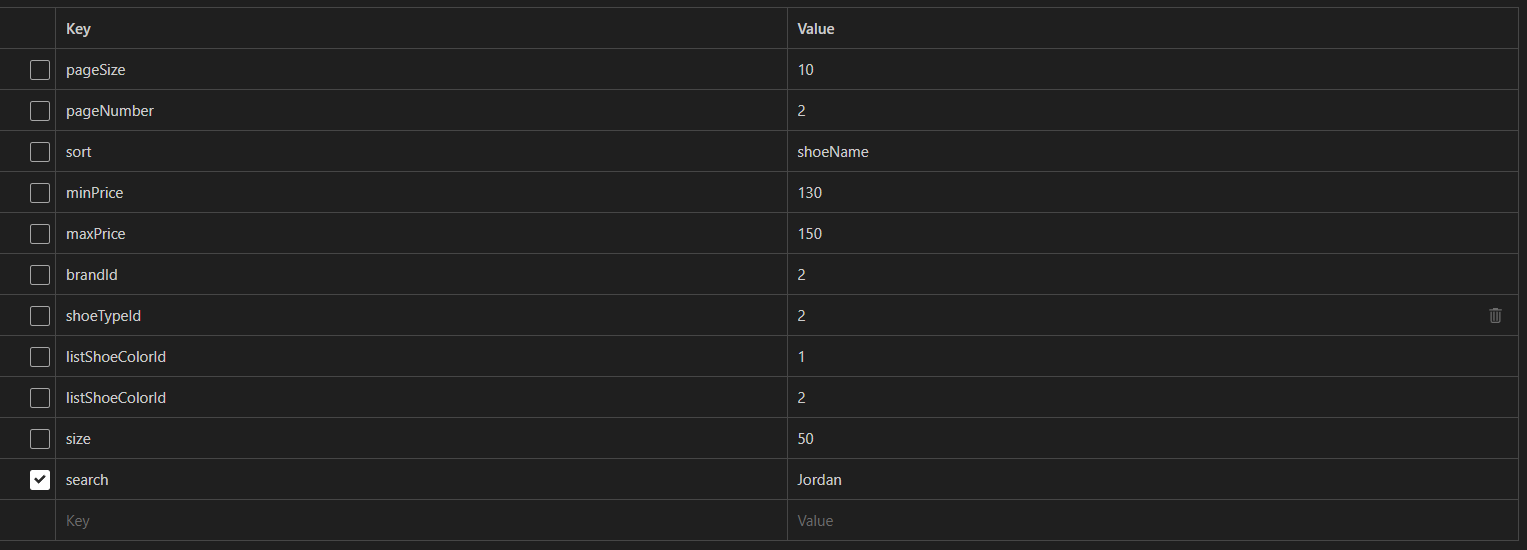 Key Value
pageSize 10
pageNumber 2
sort shoeName
minPrice 130
maxPrice 150
brandId 2
shoeTypeId 2
listShoeColorId 1
listShoeColorId 2
size 50
search Jordan
Key Value